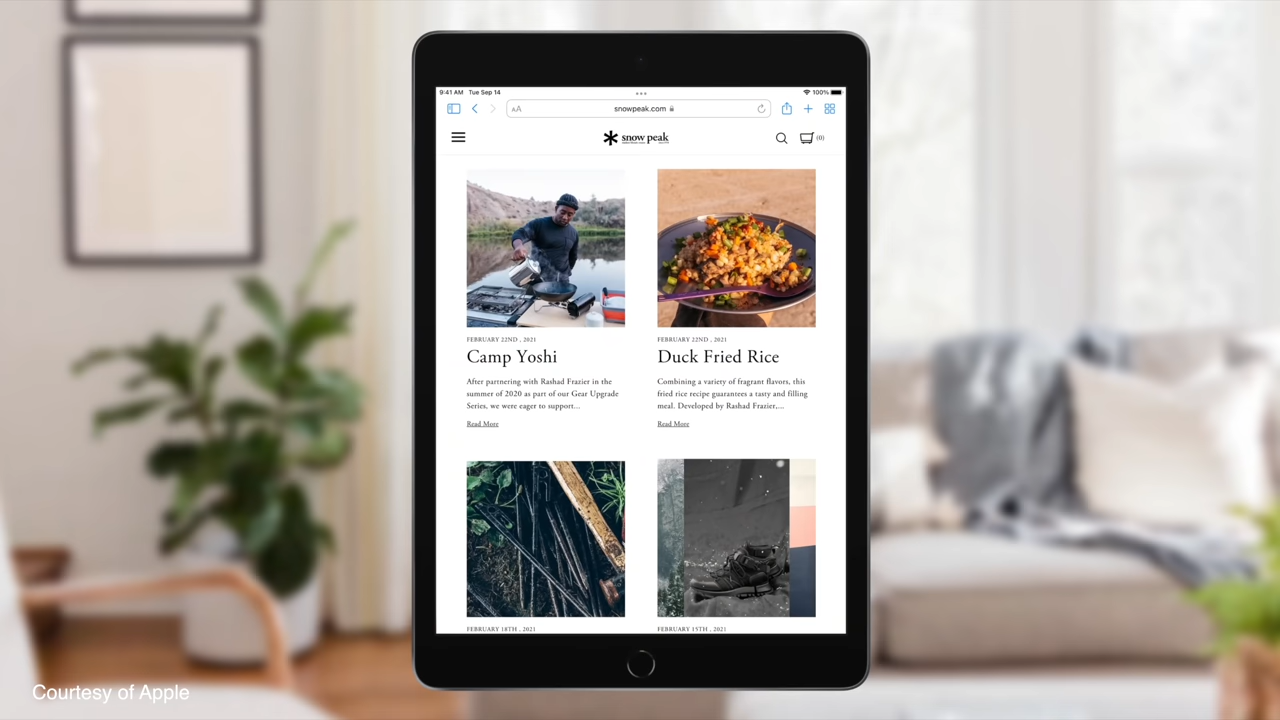 9:41 AM Tue Sep 14
100%
AA
snowpeak.com
snow peak
(0)
FEBRUARY 22ND , 2021
Camp Yoshi
After partnering with Rashad Frazier in the
summer of 2020 as part of our Gear Upgrade
Series, we were eager to support...
Read More
FEBRUARY 22ND , 2021
Duck Fried Rice
Combining a variety of fragrant flavors, this
fried rice recipe guarantees a tasty and filling
meal. Developed by Rashad Frazier,...
Read More
FEBRUARY 18TH , 2021
FEBRUARY 15TH , 2021
Courtesy of Apple